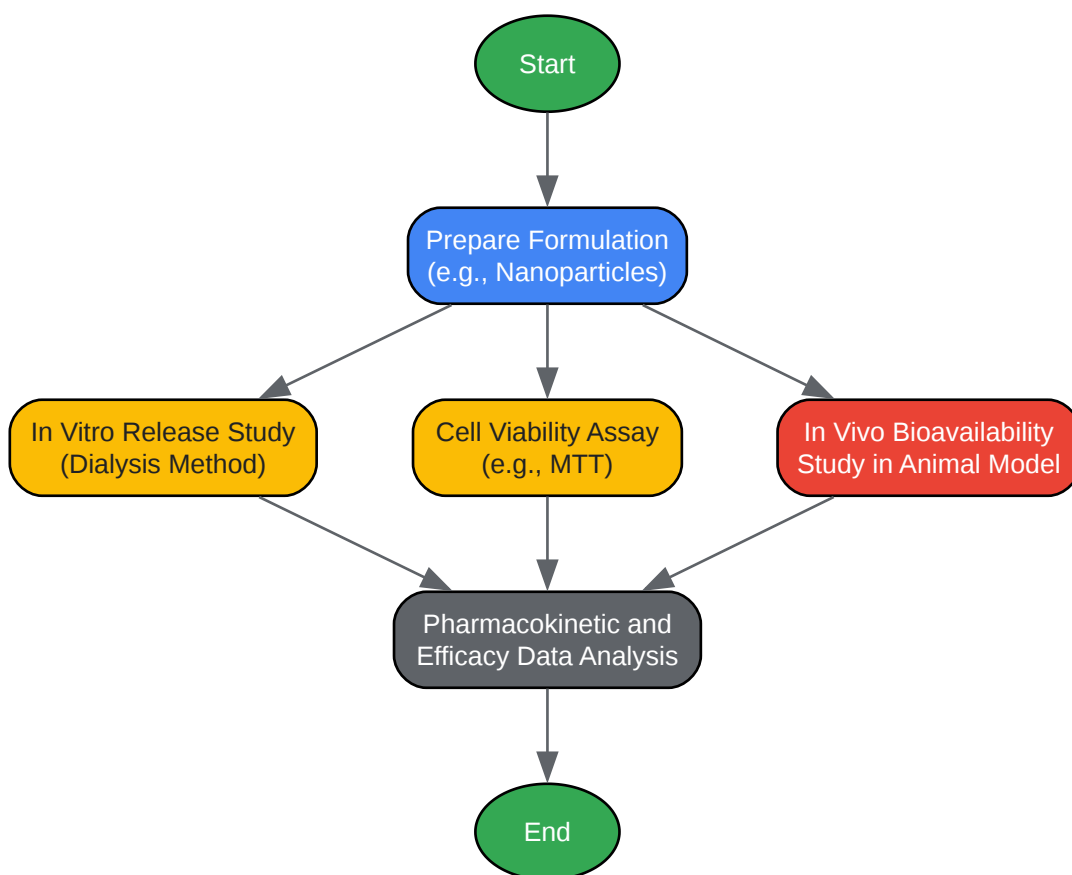 Start
Prepare Formulation
(e.g., Nanoparticles)
In Vitro Release Study
(Dialysis Method)
Cell Viability Assay
(e.g., MTT)
In Vivo Bioavailability
Study in Animal Model
Pharmacokinetic and
Efficacy Data Analysis
End